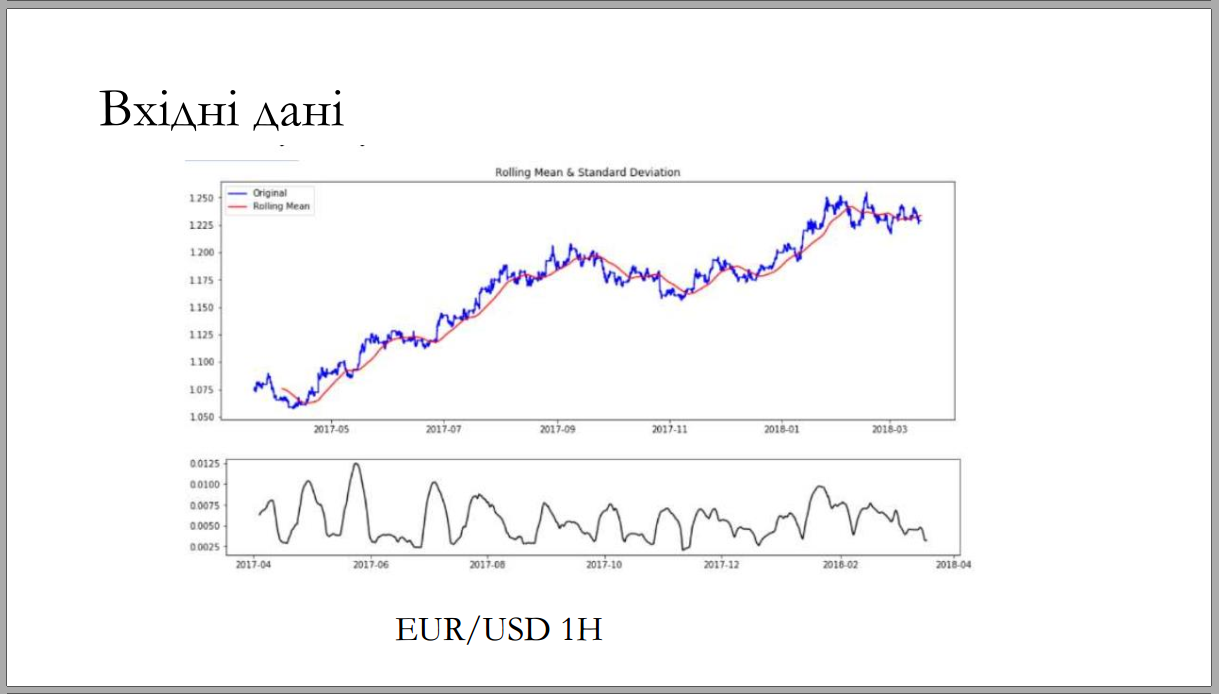 Вхідні дані
Rolling Mean & Standard Deviation
Original
Rolling Mean
1.250
1.225
1.200
1.175
1.150
1.125
1.100
1.075
1.050
2017-05 2017-07 2017-09 2017-11 2018-01 2018-03
0.0125
0.0100
0.0075
0.0050
0.0025
2017-04 2017-06 2017-08 2017-10 2017-12 2018-02 2018-04
EUR/USD 1H